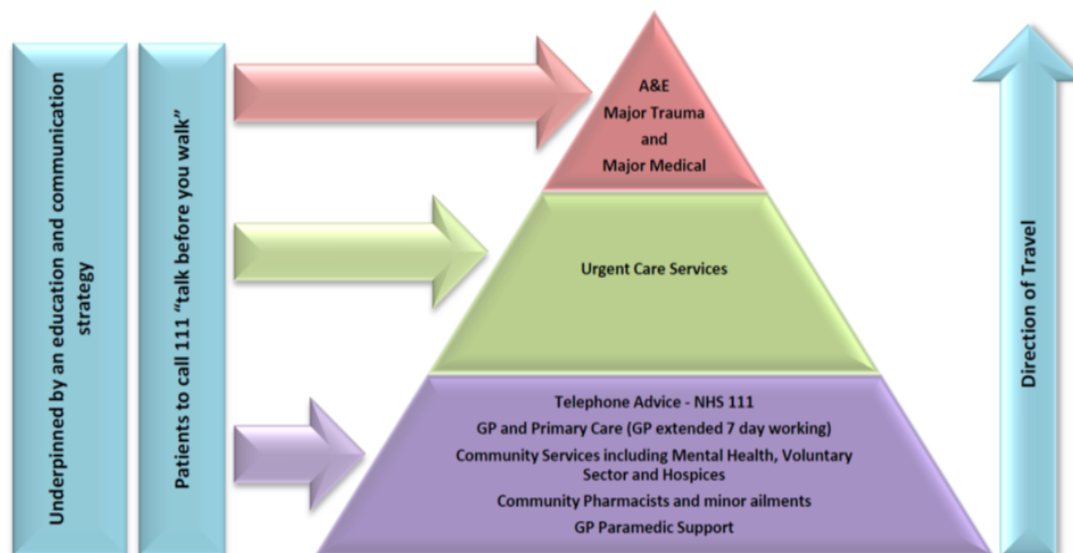 Underpinned by an education and communication
strategy
Patients to call 111 “talk before you walk”
A&E
Major Trauma
and
Major Medical
Urgent Care Services
Telephone Advice - NHS 111
GP and Primary Care (GP extended 7 day working)
Community Services including Mental Health, Voluntary
Sector and Hospices
Community Pharmacists and minor ailments
GP Paramedic Support
Direction of Travel